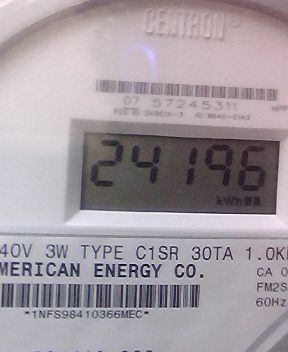 CENTRON®
07 57245311
24196
kWh
40V 3W TYPE C1SR 30TA 1.0K
MERICAN ENERGY CO.
CA 0
FM2S
60Hz
*1NFS98410366MEC*